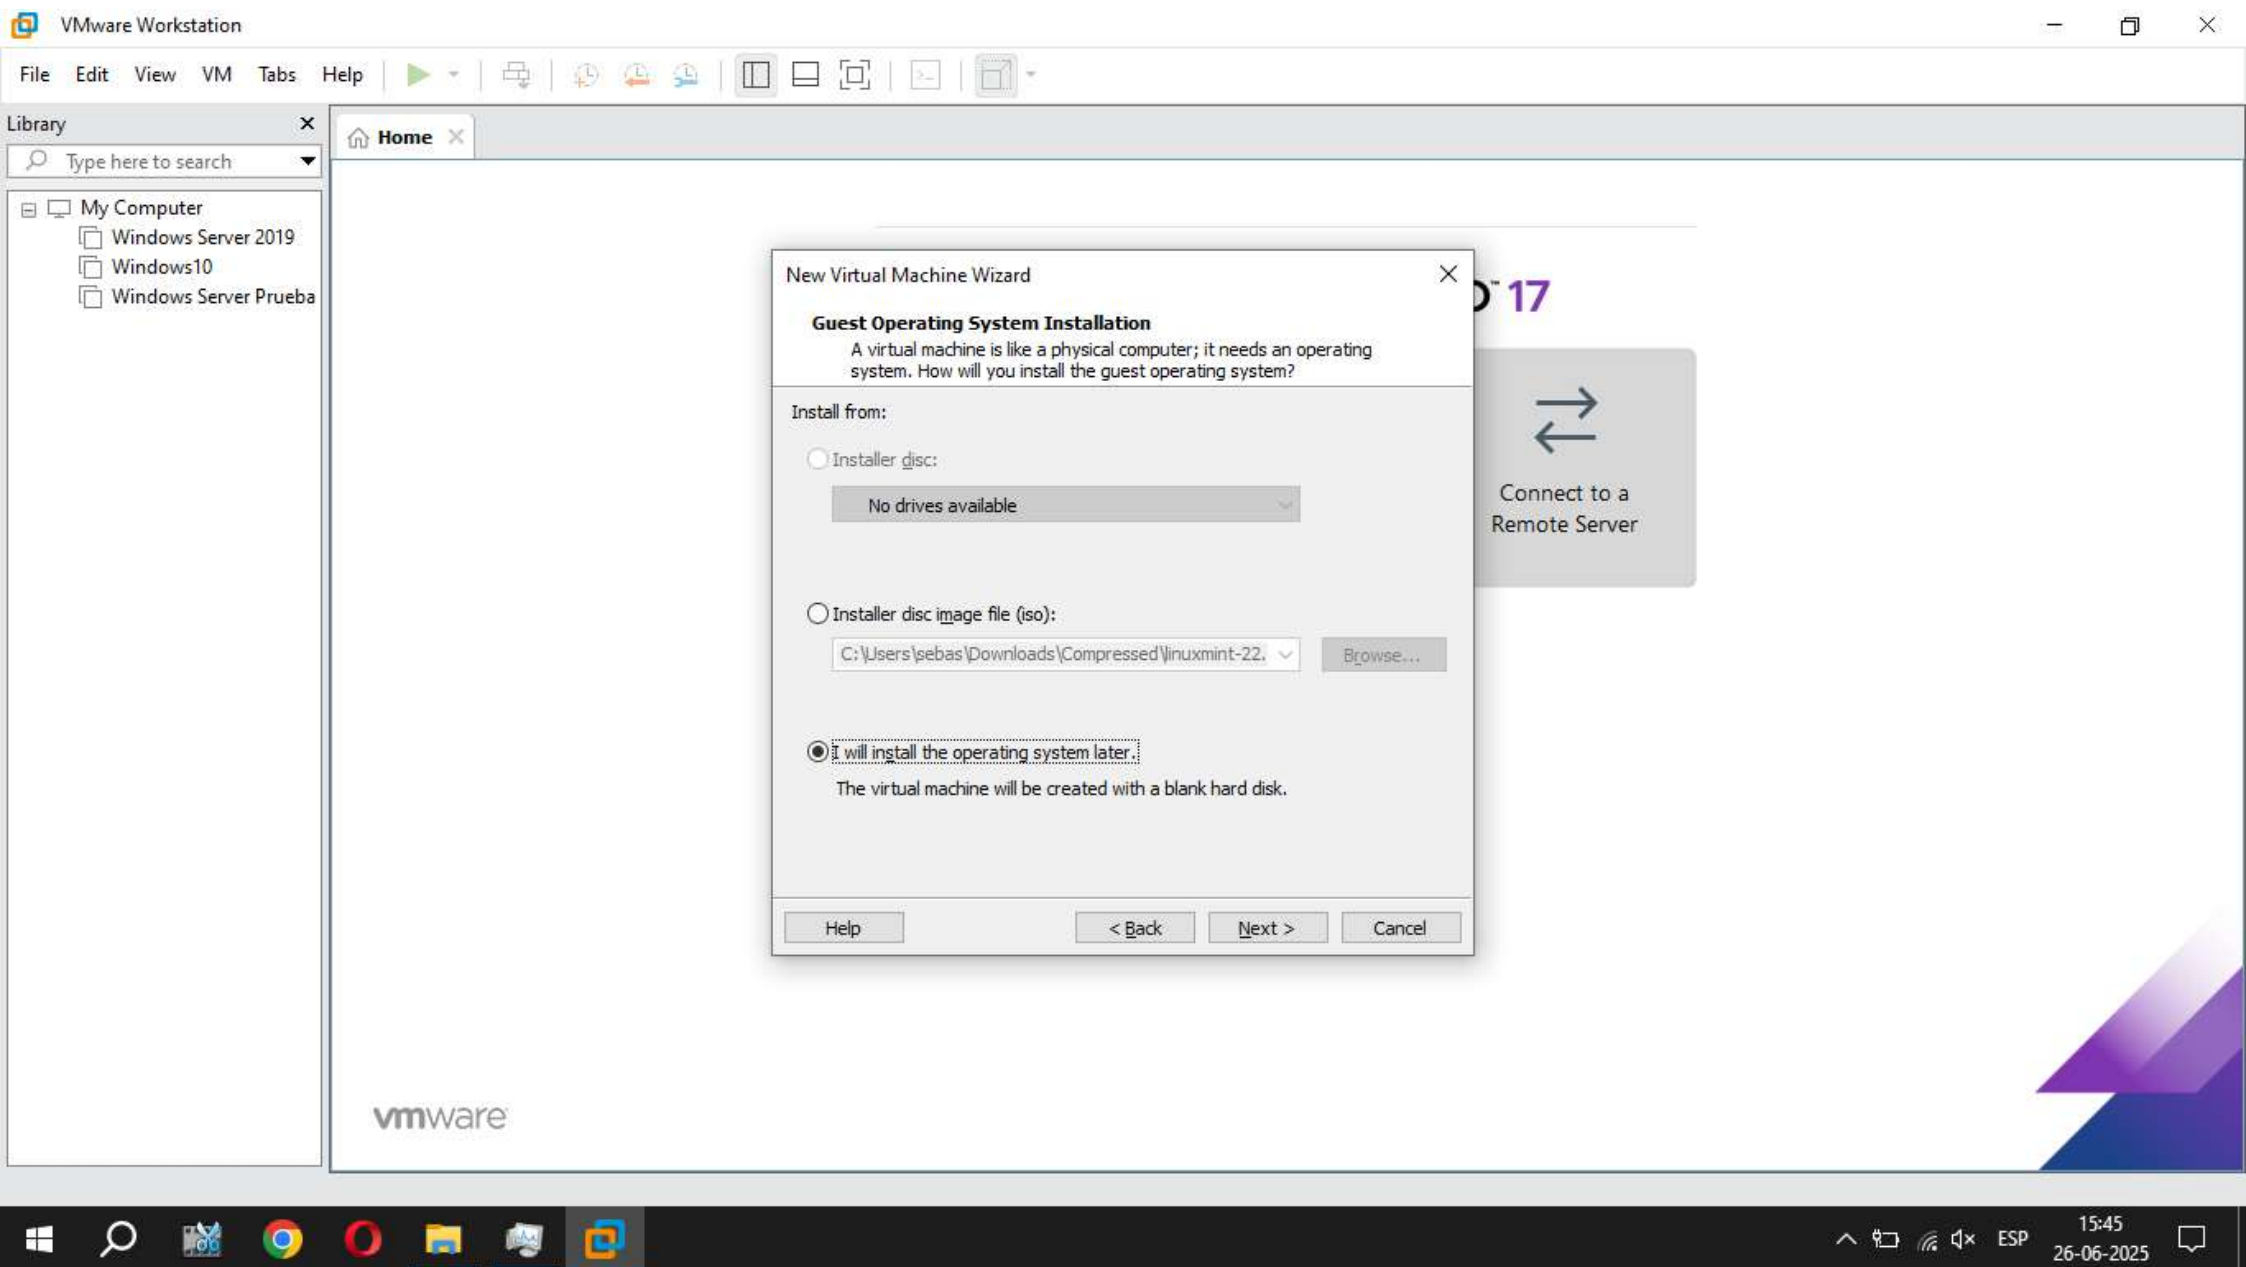 VMware Workstation
File Edit View VM Tabs Help
Library
Home
Type here to search
My Computer
Windows Server 2019
Windows10
Windows Server Prueba
17
Connect to a
Remote Server
New Virtual Machine Wizard
Guest Operating System Installation
A virtual machine is like a physical computer; it needs an operating
system. How will you install the guest operating system?
Install from:
Installer disc:
No drives available
Installer disc image file (iso):
C:\Users\sebas\Downloads\Compressed\linuxmint-22.
Browse...
I will install the operating system later.
The virtual machine will be created with a blank hard disk.
Help
< Back
Next >
Cancel
vmware
ESP
15:45
26-06-2025